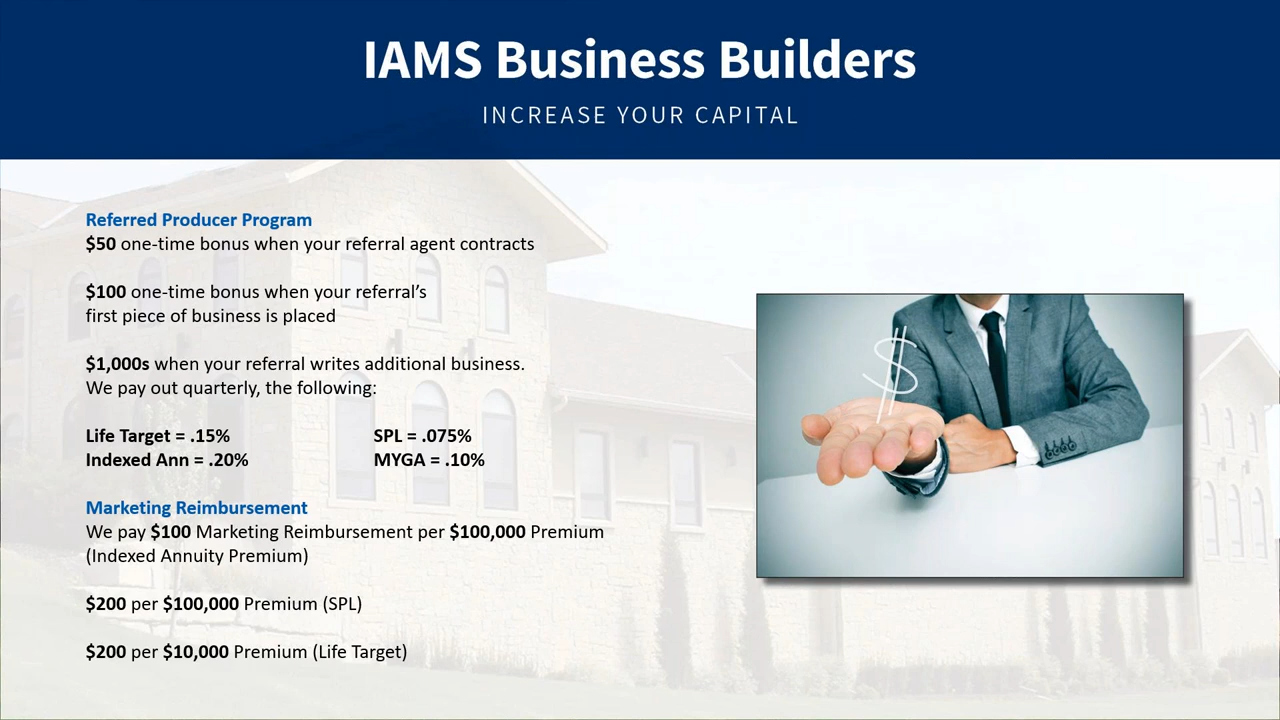 IAMS Business Builders
INCREASE YOUR CAPITAL
Referred Producer Program
$50 one-time bonus when your referral agent contracts
$100 one-time bonus when your referral’s
first piece of business is placed
$1,000s when your referral writes additional business.
We pay out quarterly, the following:
Life Target = .15% SPL = .075%
Indexed Ann = .20% MYGA = .10%
Marketing Reimbursement
We pay $100 Marketing Reimbursement per $100,000 Premium
(Indexed Annuity Premium)
$200 per $100,000 Premium (SPL)
$200 per $10,000 Premium (Life Target)
$